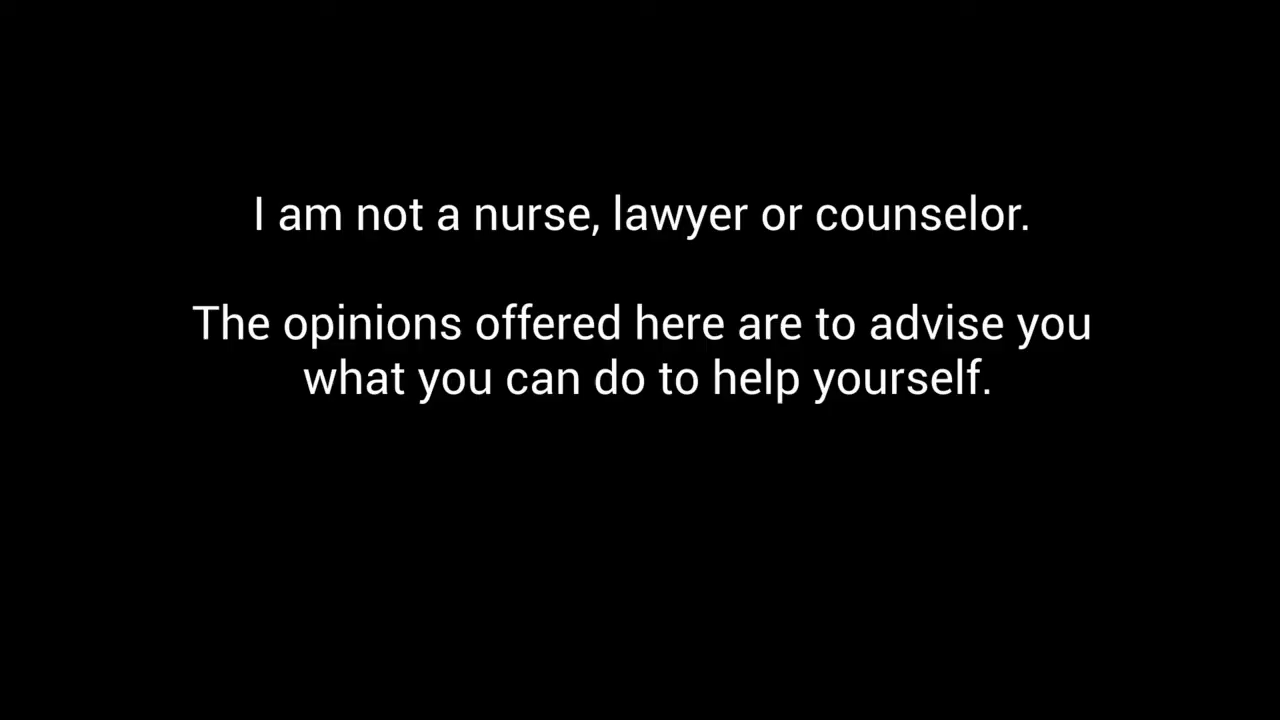 I am not a nurse, lawyer or counselor.
The opinions offered here are to advise you
what you can do to help yourself.